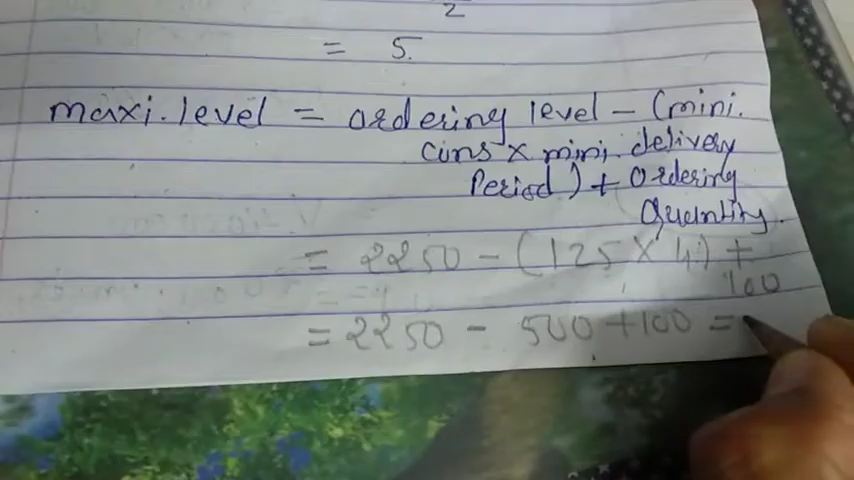 2
= 5.
maxi. level = ordering level - (mini.
cons x mini. delivery
Period) + ordering
quantity.
= 2250 - (125 x 4) +
100
= 2250 - 500 + 100 =